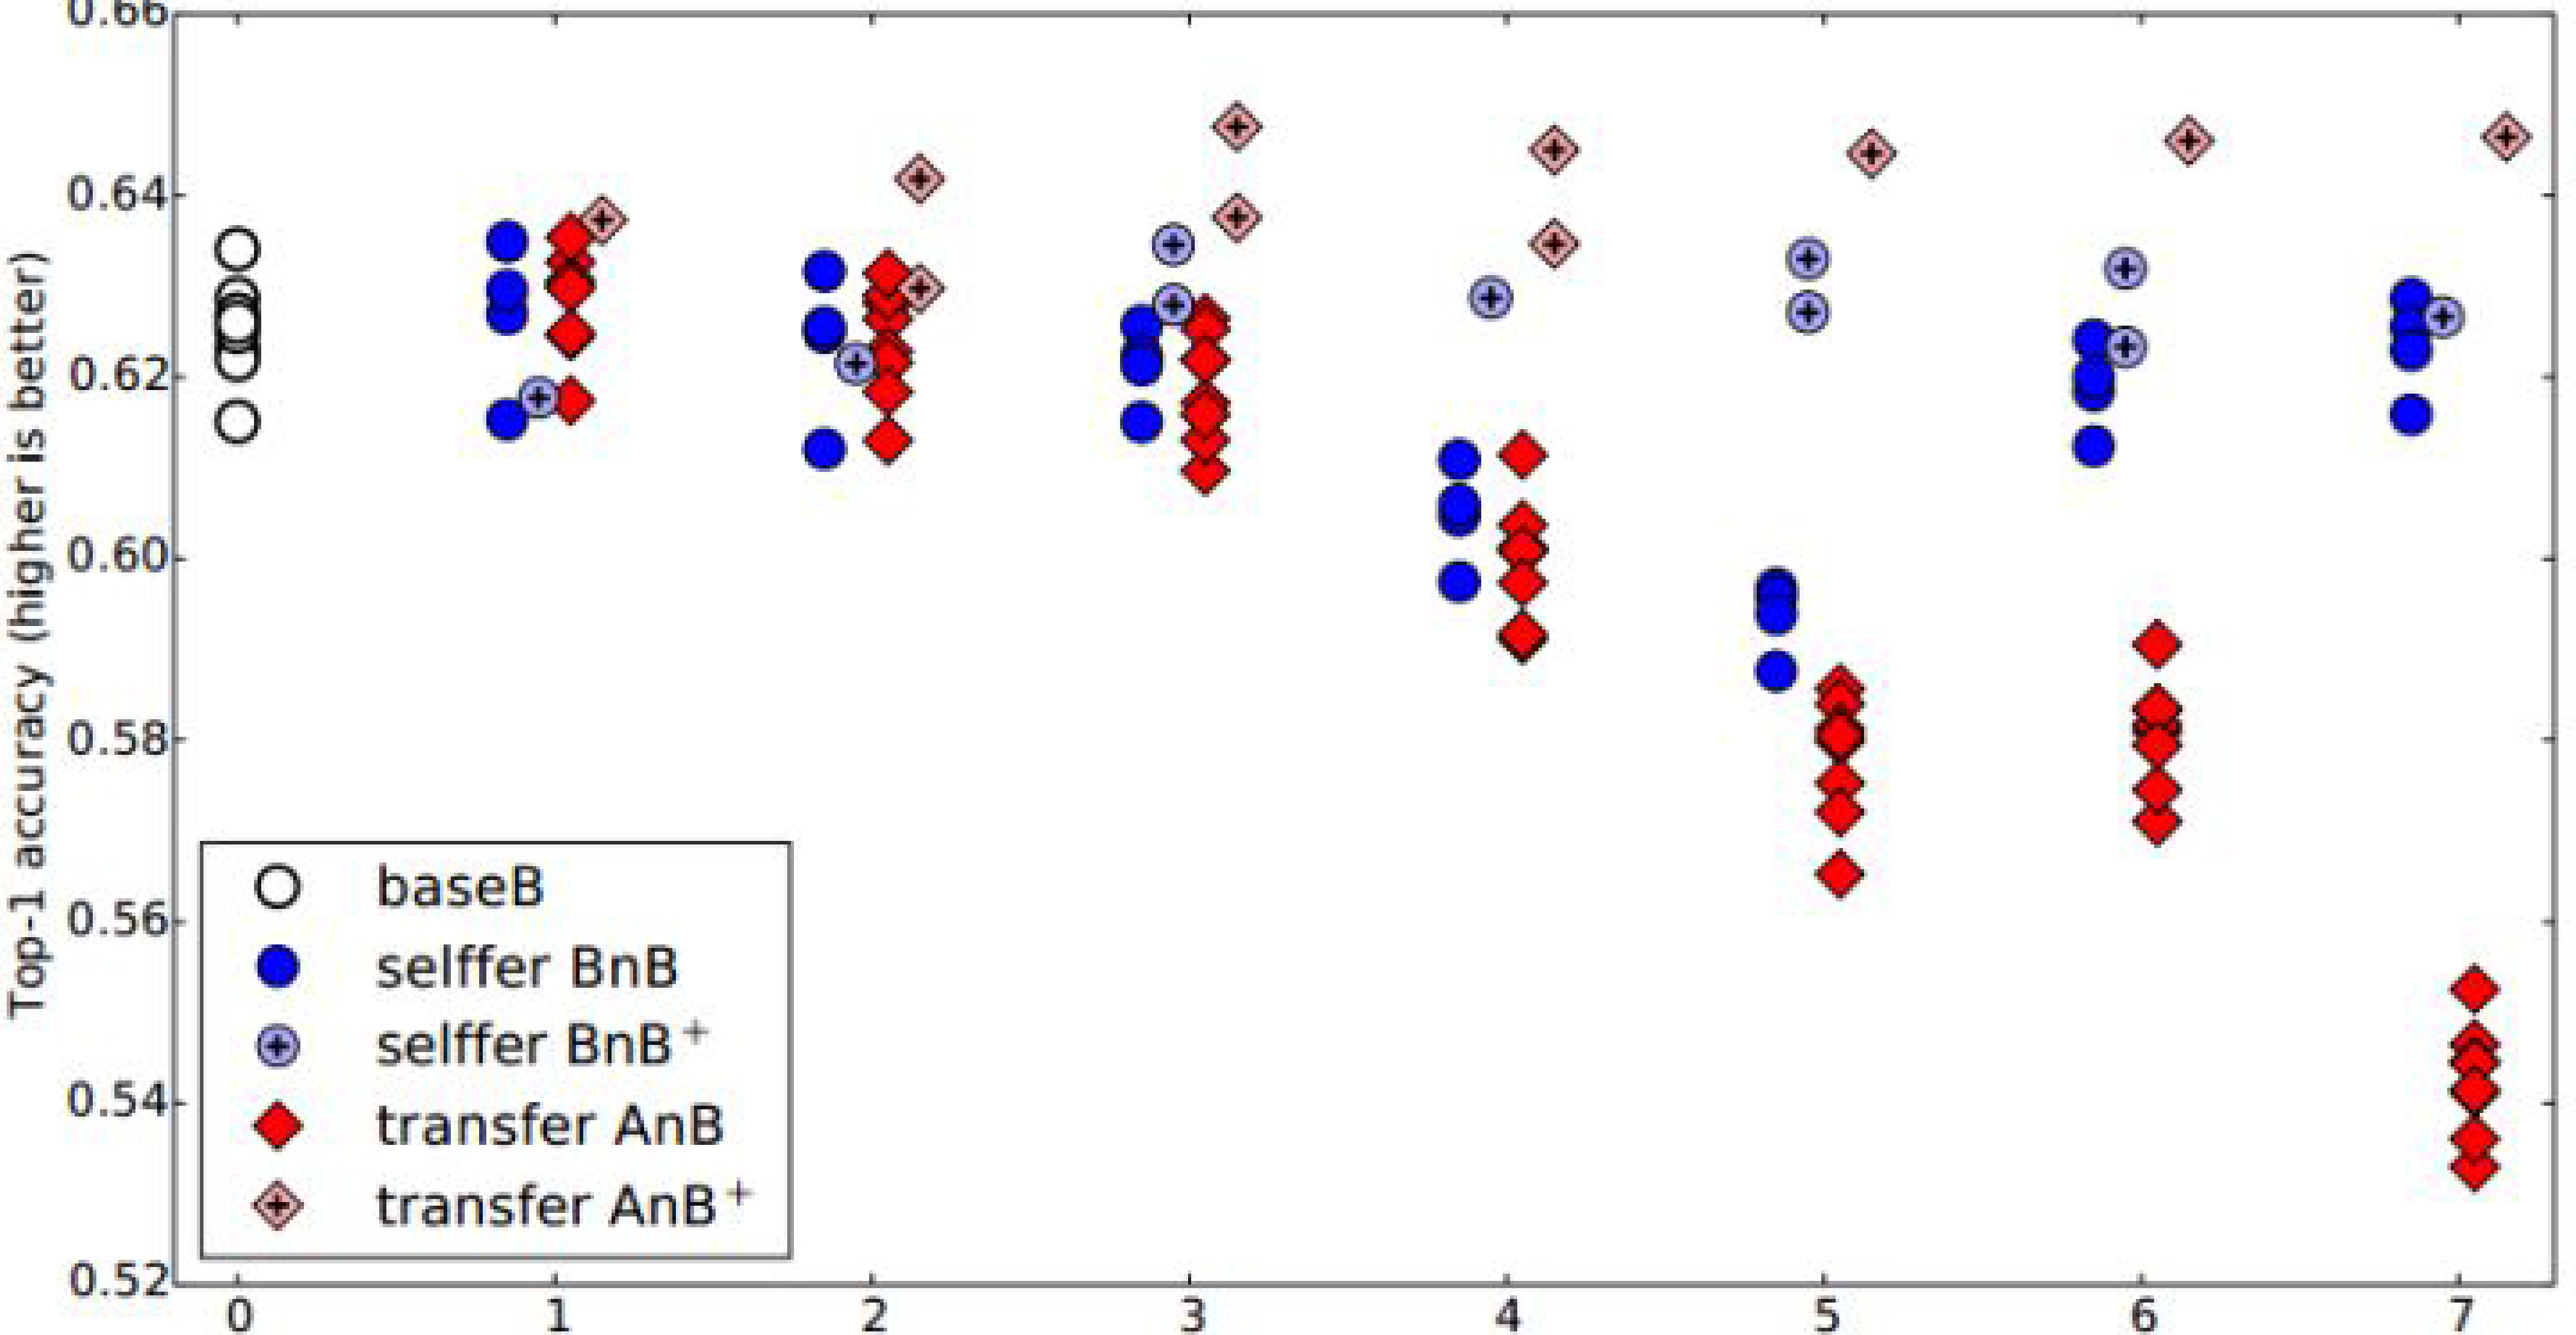 0.66
0.64
0.62
0.60
0.58
0.56
0.54
0.52
Top-1 accuracy (higher is better)
baseB
selffer BnB
selffer BnB+
transfer AnB
transfer AnB+
0 1 2 3 4 5 6 7